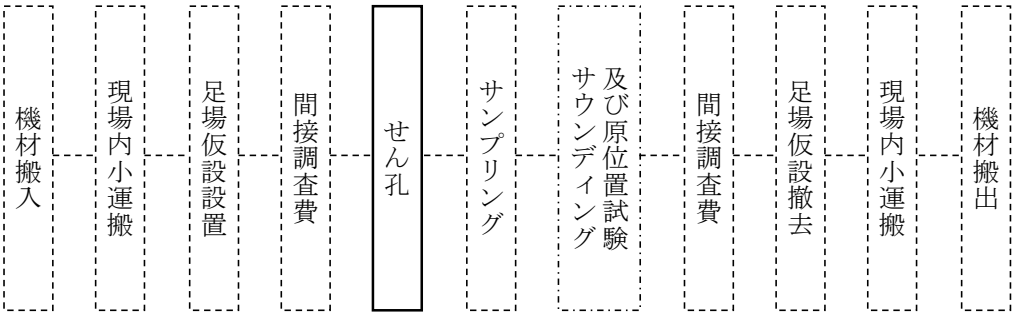 機材搬入
現場内小運搬
足場仮設設置
間接調査費
せん孔
サンプリング
サウンディング
及び原位置試験
間接調査費
足場仮設撤去
現場内小運搬
機材搬出